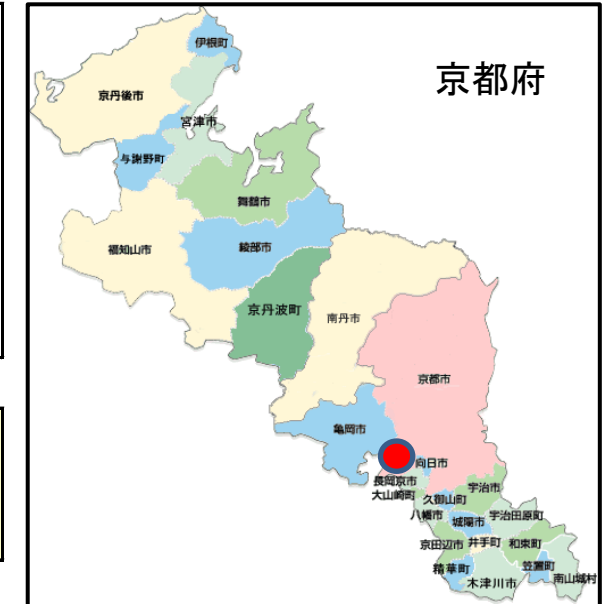 京都府
伊根町
京丹後市
宮津市
与謝野町
舞鶴市
綾部市
福知山市
京丹波町
南丹市
京都市
亀岡市
向日市
長岡京市
大山崎町
宇治市
久御山町
八幡市
宇治田原町
城陽市
京田辺市
井手町
和束町
精華町
笠置町
木津川市
南山城村